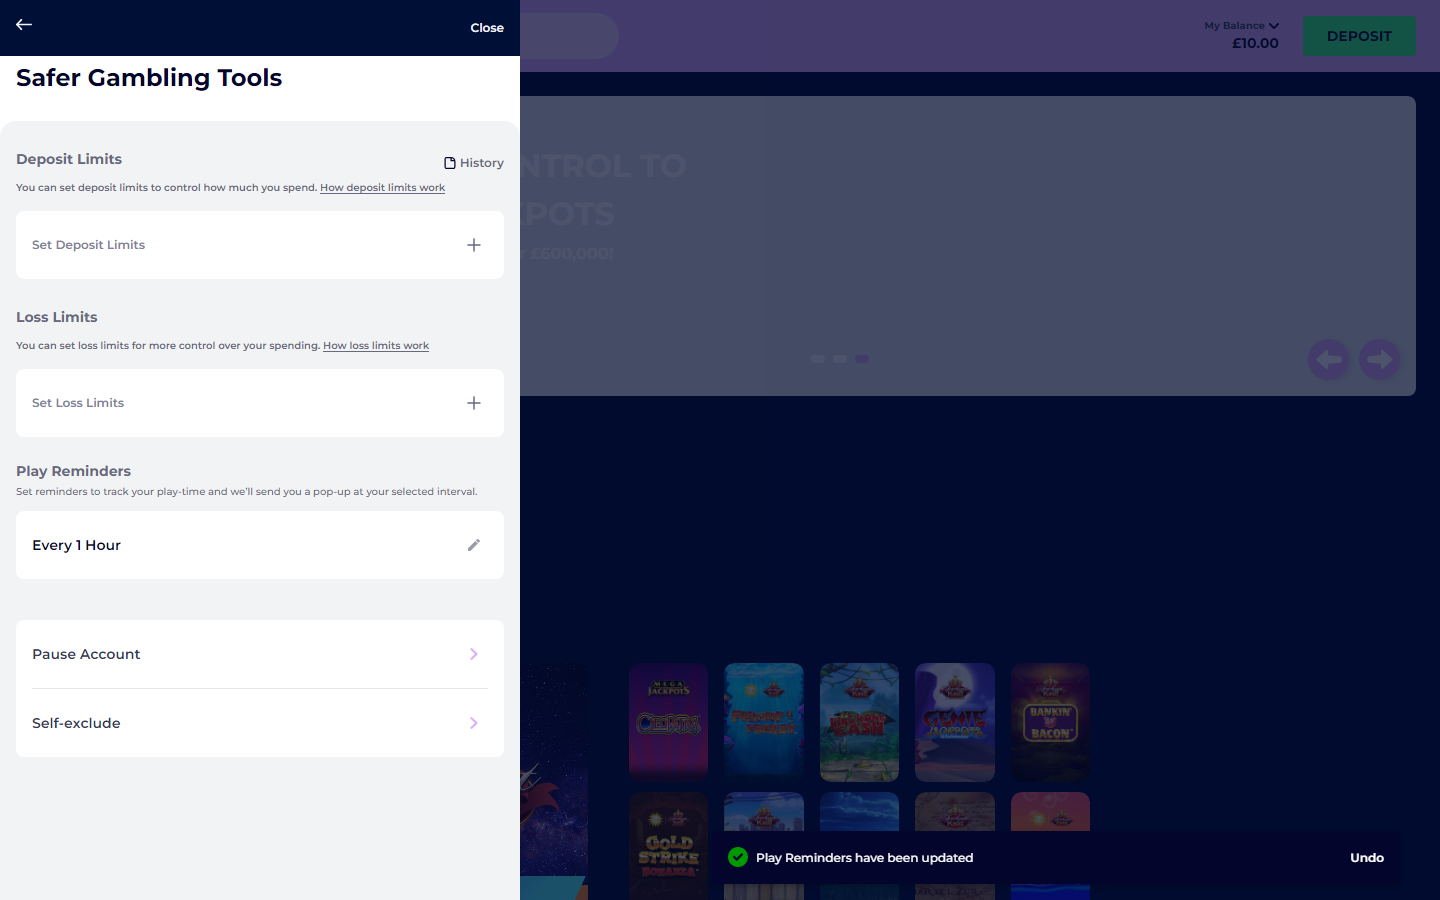 Close
My Balance
£10.00
DEPOSIT
Safer Gambling Tools
Deposit Limits
History
You can set deposit limits to control how much you spend. How deposit limits work
Set Deposit Limits
NTROL TO
POTS
£600,000!
Loss Limits
You can set loss limits for more control over your spending. How loss limits work
Set Loss Limits
Play Reminders
Set reminders to track your play-time and we'll send you a pop-up at your selected interval.
Every 1 Hour
Pause Account
Self-exclude
MEGA
JACKPOTS
CLEOPATRA
FISHIN'
GENIE
JACKPOTS
BANKIN'
BACON
CASH
GOLD
STRIKE
BONANZA
Play Reminders have been updated
Undo